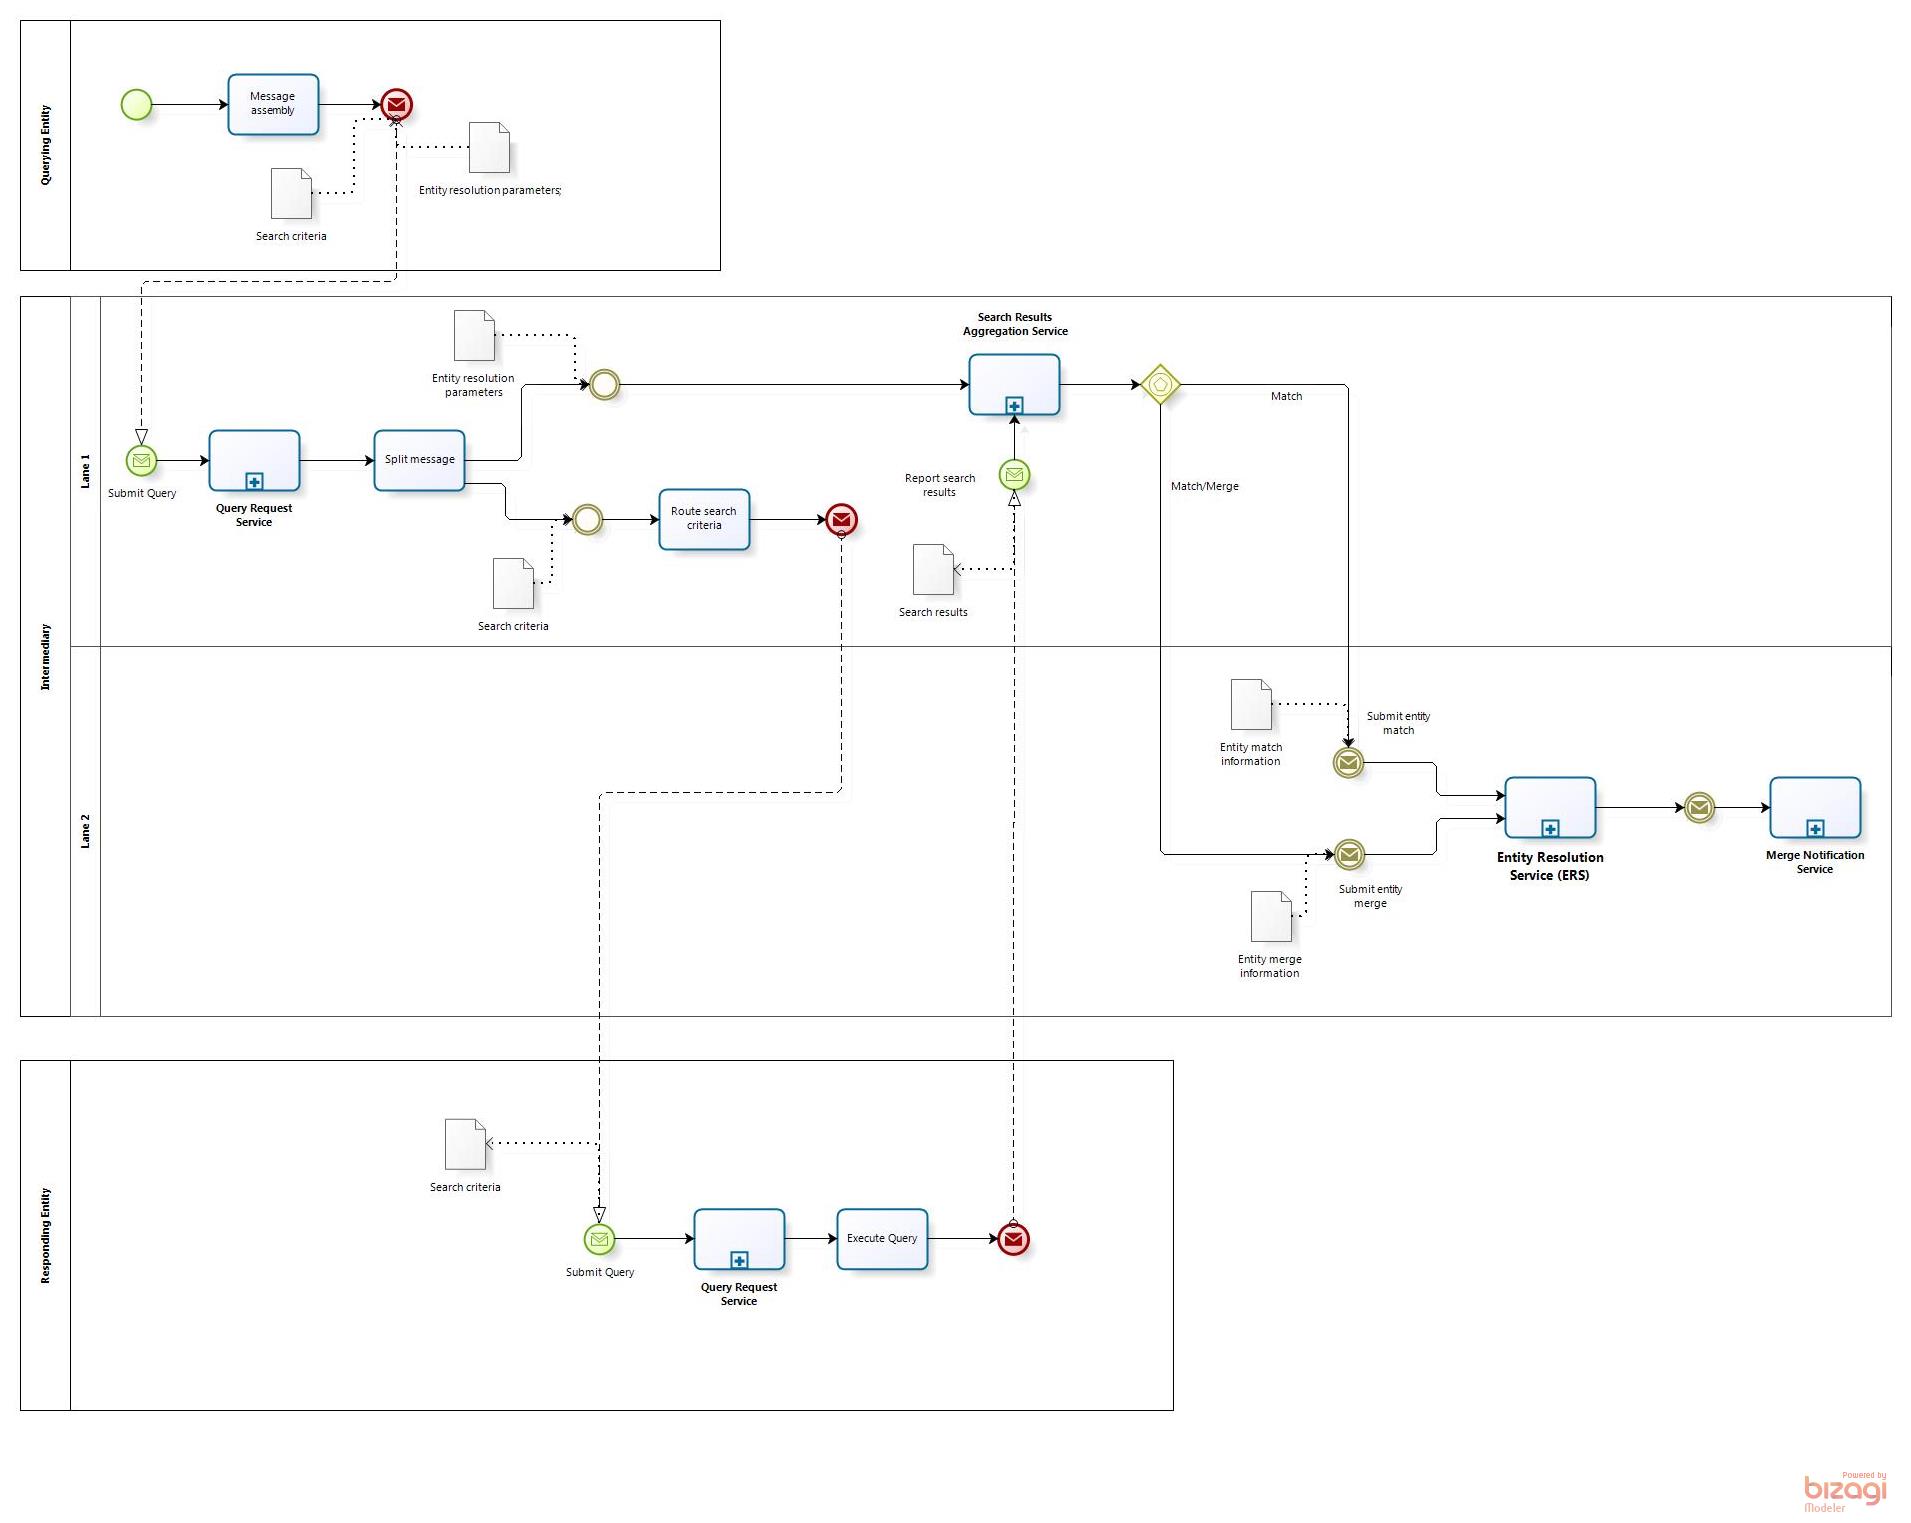 Querying Entity
Message
assembly
Entity resolution parameters;
Search criteria
Intermediary
Lane 1
Search Results
Aggregation Service
Entity resolution
parameters
Match
Split message
Submit Query
Query Request
Service
Report search
results
Match/Merge
Route search
criteria
Search criteria
Search results
Lane 2
Entity match
information
Submit entity
match
Entity Resolution
Service (ERS)
Merge Notification
Service
Submit entity
merge
Entity merge
information
Responding Entity
Search criteria
Submit Query
Query Request
Service
Execute Query
Powered by
bizagi
Modeler